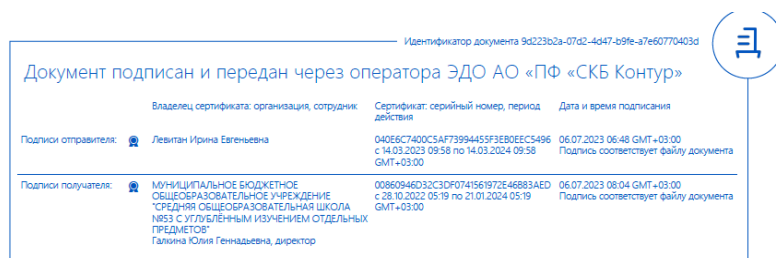 Идентификатор документа 9d223b2a-07d2-4d47-b9fe-a7e60770403d
Документ подписан и передан через оператора ЭДО АО «ПФ «СКБ Контур»
Владелец сертификата: организация, сотрудник
Сертификат: серийный номер, период
действия
Дата и время подписания
Подписи отправителя:
Левитан Ирина Евгеньевна
040E6C7400C5AF73994455F3EB0EEC5496
с 14.03.2023 09:58 по 14.03.2024 09:58
GMT+03:00
06.07.2023 06:48 GMT+03:00
Подпись соответствует файлу документа
Подписи получателя:
МУНИЦИПАЛЬНОЕ БЮДЖЕТНОЕ
ОБЩЕОБРАЗОВАТЕЛЬНОЕ УЧРЕЖДЕНИЕ
"СРЕДНЯЯ ОБЩЕОБРАЗОВАТЕЛЬНАЯ ШКОЛА
№53 С УГЛУБЛЁННЫМ ИЗУЧЕНИЕМ ОТДЕЛЬНЫХ
ПРЕДМЕТОВ"
Галкина Юлия Геннадьевна, директор
00860946D32C3DF0741561972E46B83AED
с 28.10.2022 05:19 по 21.01.2024 05:19
GMT+03:00
06.07.2023 08:04 GMT+03:00
Подпись соответствует файлу документа